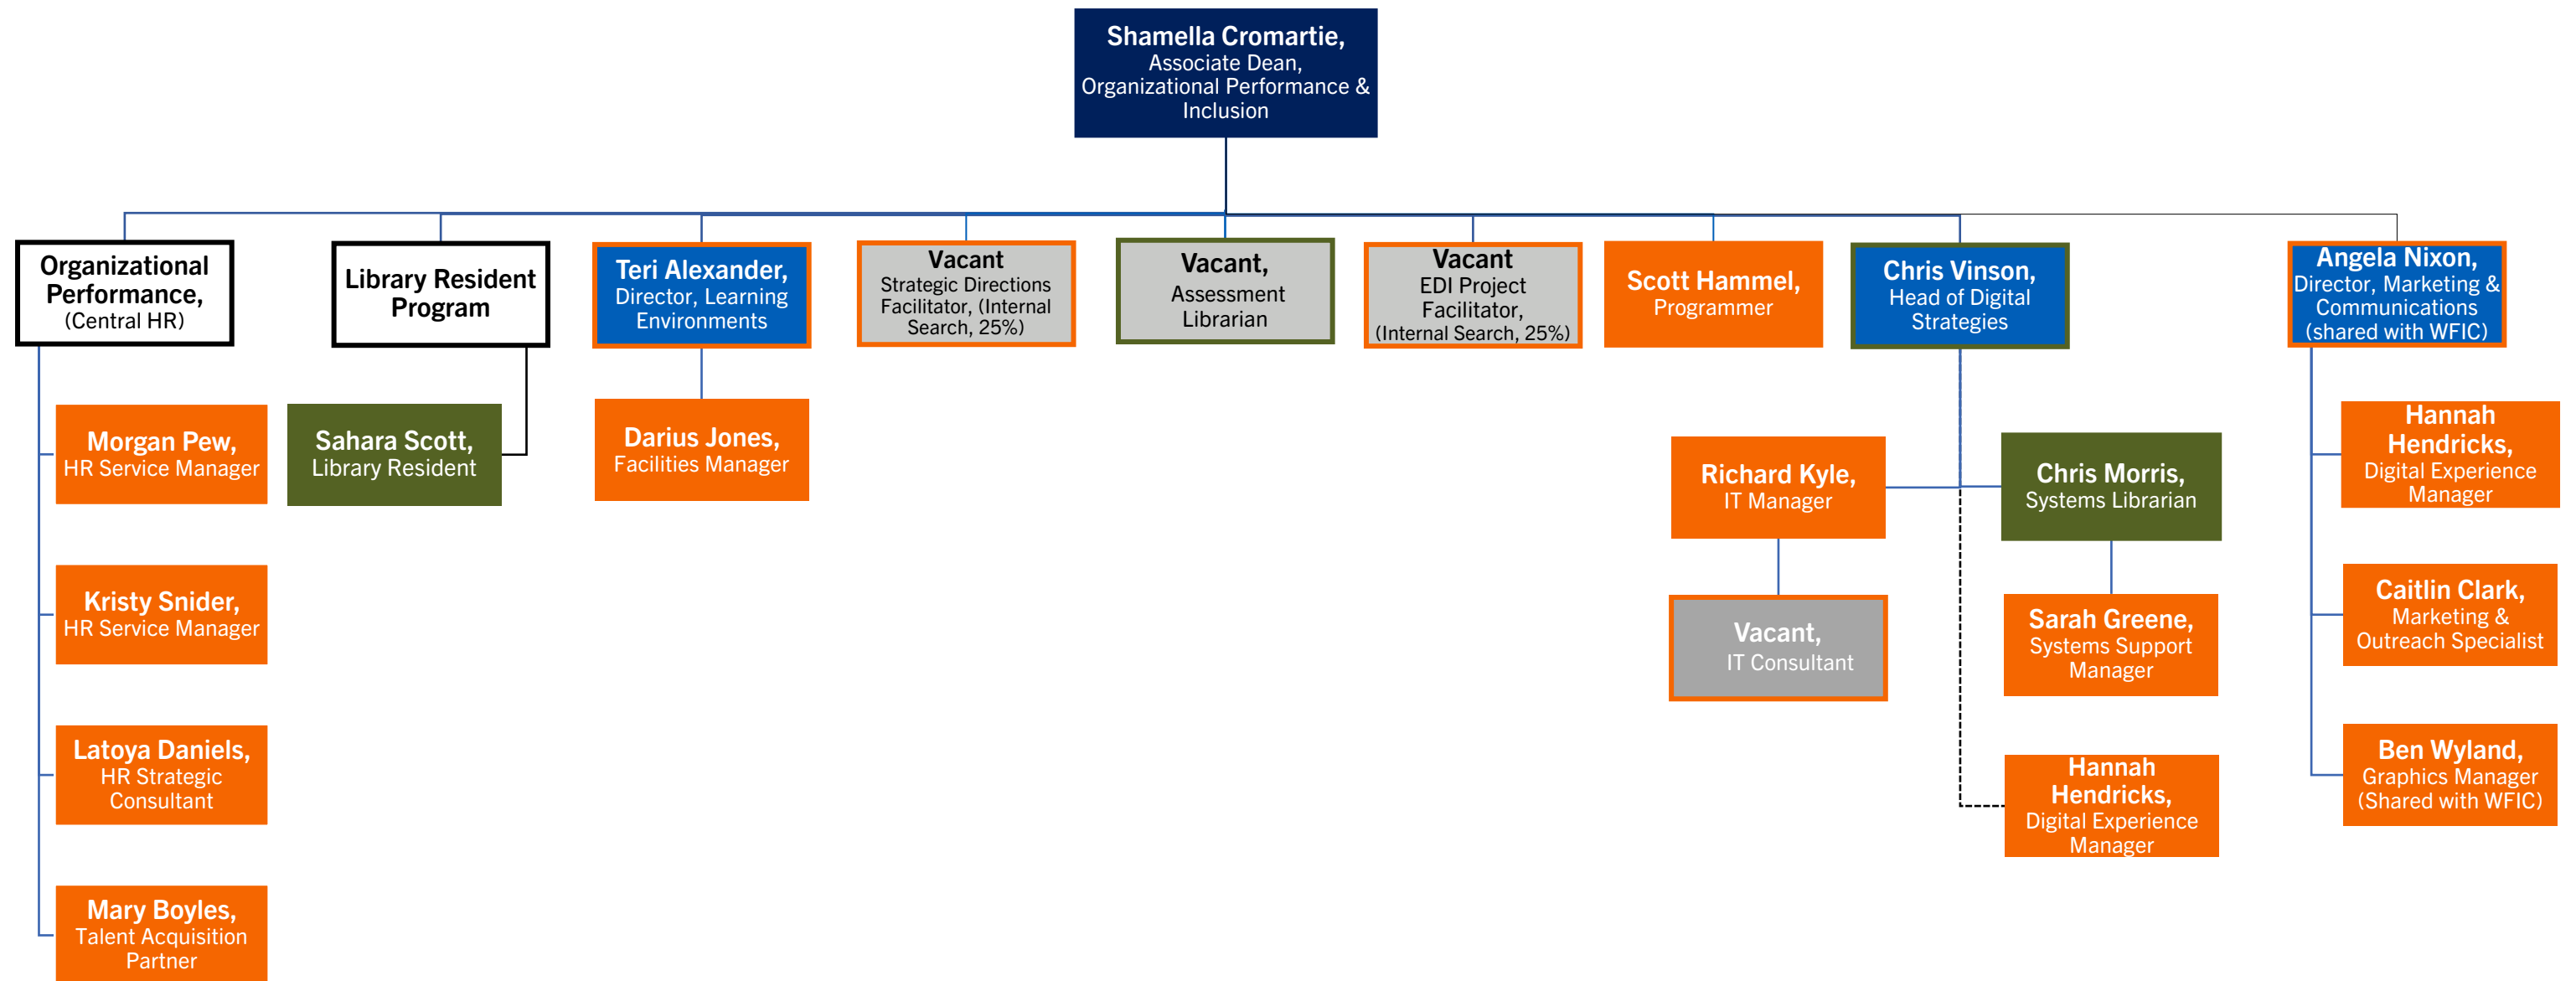 Shamella Cromartie,
Associate Dean,
Organizational Performance &
Inclusion
Organizational
Performance,
(Central HR)
Library Resident
Program
Teri Alexander,
Director, Learning
Environments
Vacant
Strategic Directions
Facilitator, (Internal
Search, 25%)
Vacant,
Assessment
Librarian
Vacant
EDI Project
Facilitator,
(Internal Search, 25%)
Scott Hammel,
Programmer
Chris Vinson,
Head of Digital
Strategies
Angela Nixon,
Director, Marketing &
Communications
(shared with WFIC)
Morgan Pew,
HR Service Manager
Kristy Snider,
HR Service Manager
Latoya Daniels,
HR Strategic
Consultant
Mary Boyles,
Talent Acquisition
Partner
Sahara Scott,
Library Resident
Darius Jones,
Facilities Manager
Richard Kyle,
IT Manager
Vacant,
IT Consultant
Chris Morris,
Systems Librarian
Sarah Greene,
Systems Support
Manager
Hannah
Hendricks,
Digital Experience
Manager
Hannah
Hendricks,
Digital Experience
Manager
Caitlin Clark,
Marketing &
Outreach Specialist
Ben Wyland,
Graphics Manager
(Shared with WFIC)